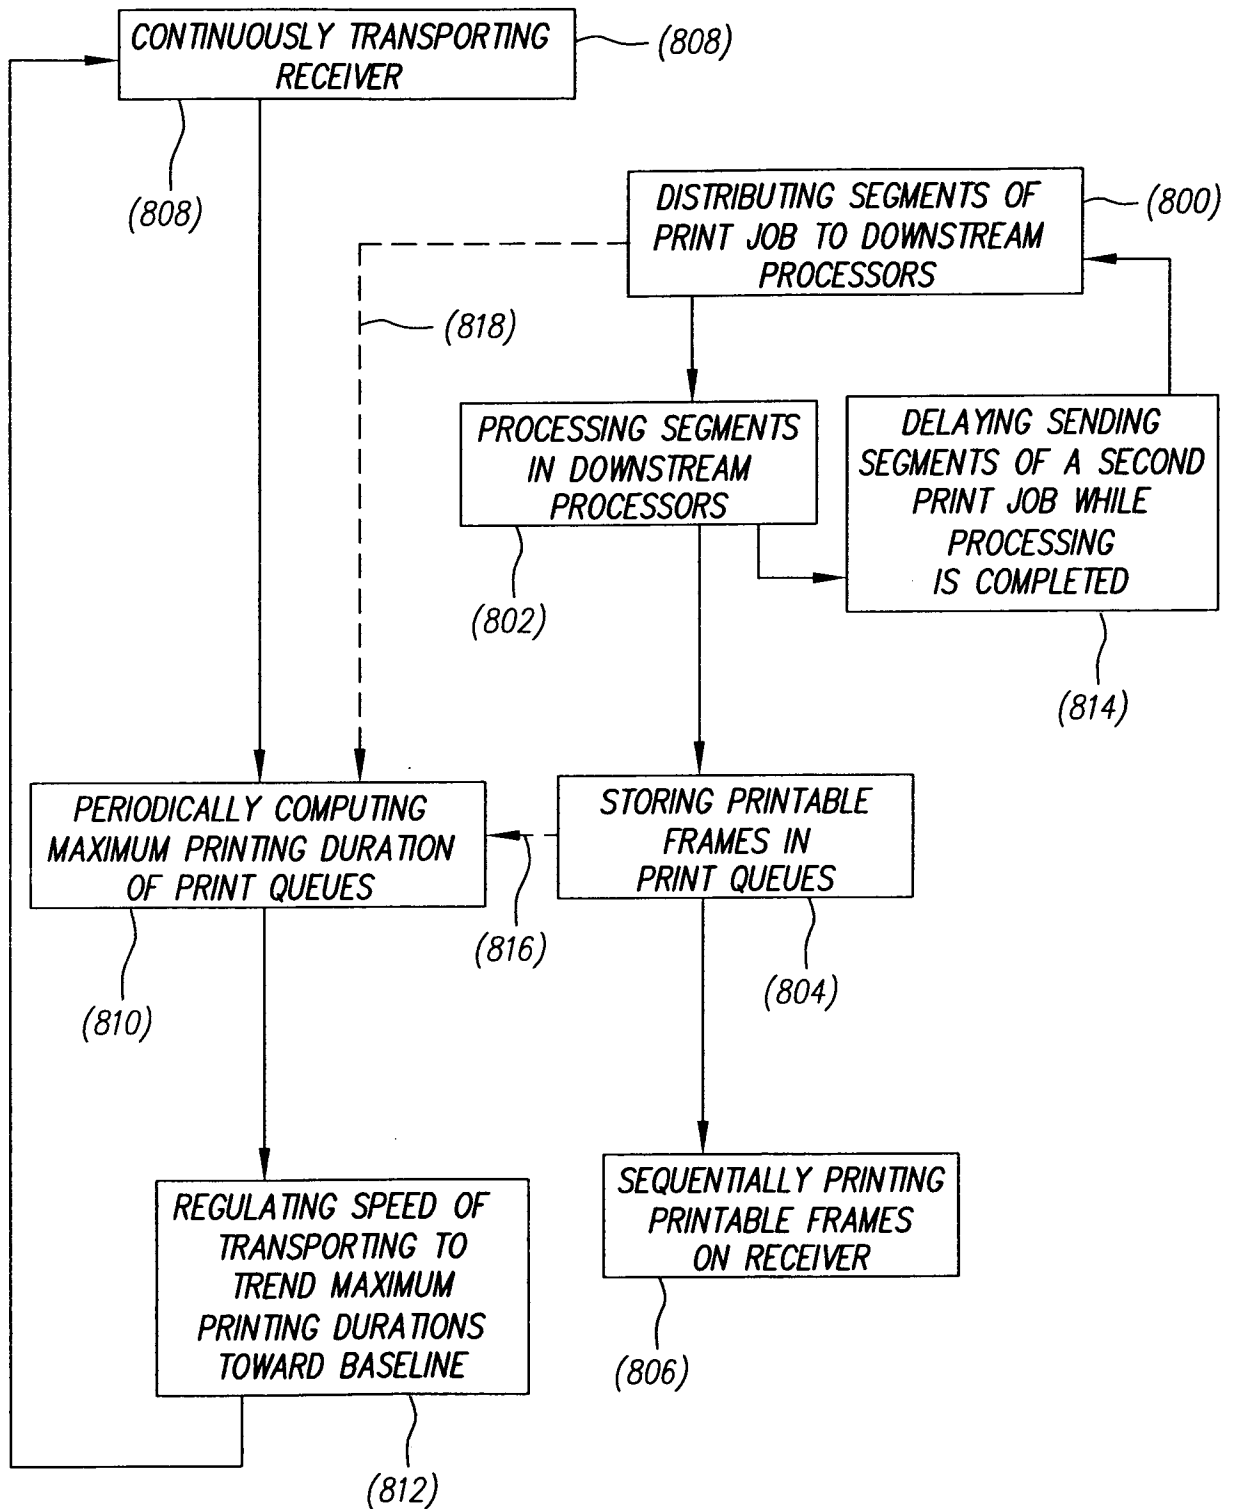 CONTINUOUSLY TRANSPORTING
RECEIVER
(808)
(808)
DISTRIBUTING SEGMENTS OF
PRINT JOB TO DOWNSTREAM
PROCESSORS
(800)
(818)
PROCESSING SEGMENTS
IN DOWNSTREAM
PROCESSORS
(802)
DELAYING SENDING
SEGMENTS OF A SECOND
PRINT JOB WHILE
PROCESSING
IS COMPLETED
(814)
PERIODICALLY COMPUTING
MAXIMUM PRINTING DURATION
OF PRINT QUEUES
(810)
(816)
STORING PRINTABLE
FRAMES IN
PRINT QUEUES
(804)
REGULATING SPEED OF
TRANSPORTING TO
TREND MAXIMUM
PRINTING DURATIONS
TOWARD BASELINE
(812)
SEQUENTIALLY PRINTING
PRINTABLE FRAMES
ON RECEIVER
(806)